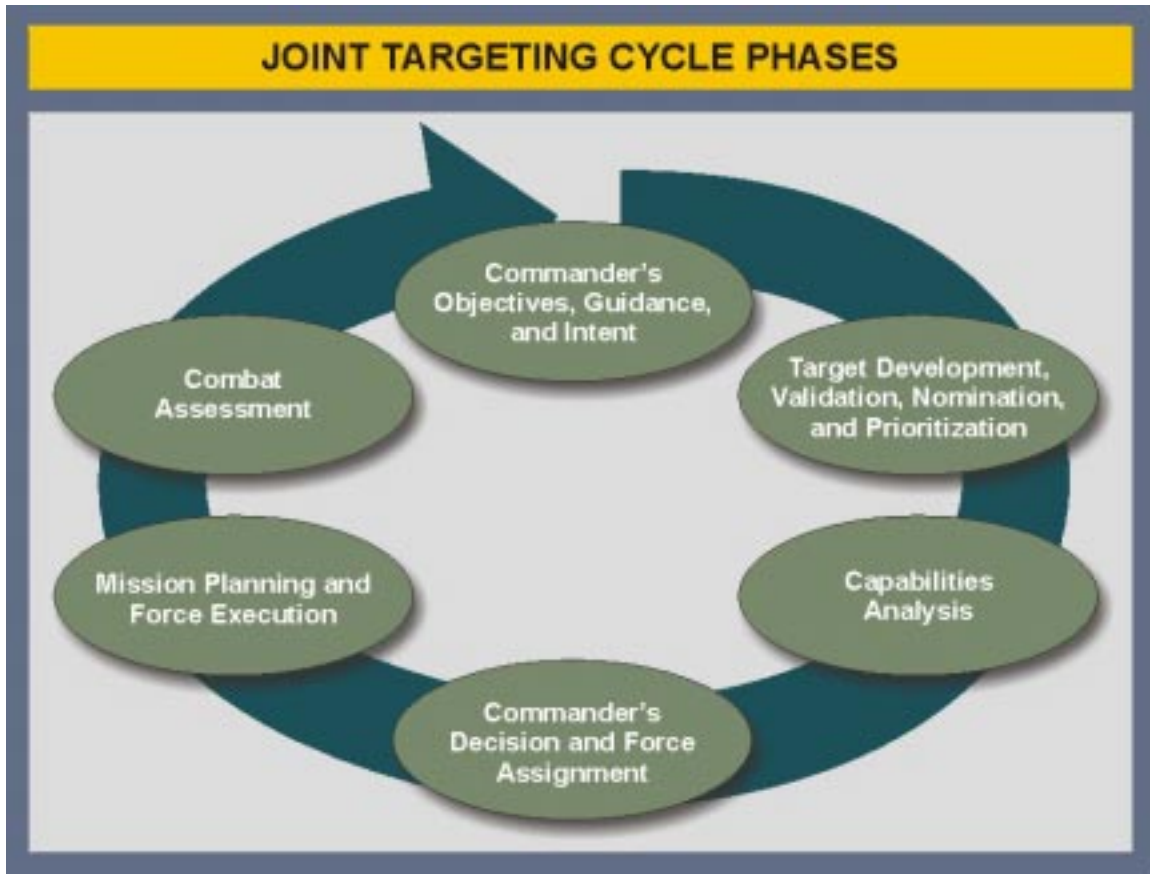 JOINT TARGETING CYCLE PHASES
Commander's
Objectives, Guidance,
and Intent
Target Development,
Validation, Nomination,
and Prioritization
Capabilities
Analysis
Commander's
Decision and Force
Assignment
Mission Planning and
Force Execution
Combat
Assessment